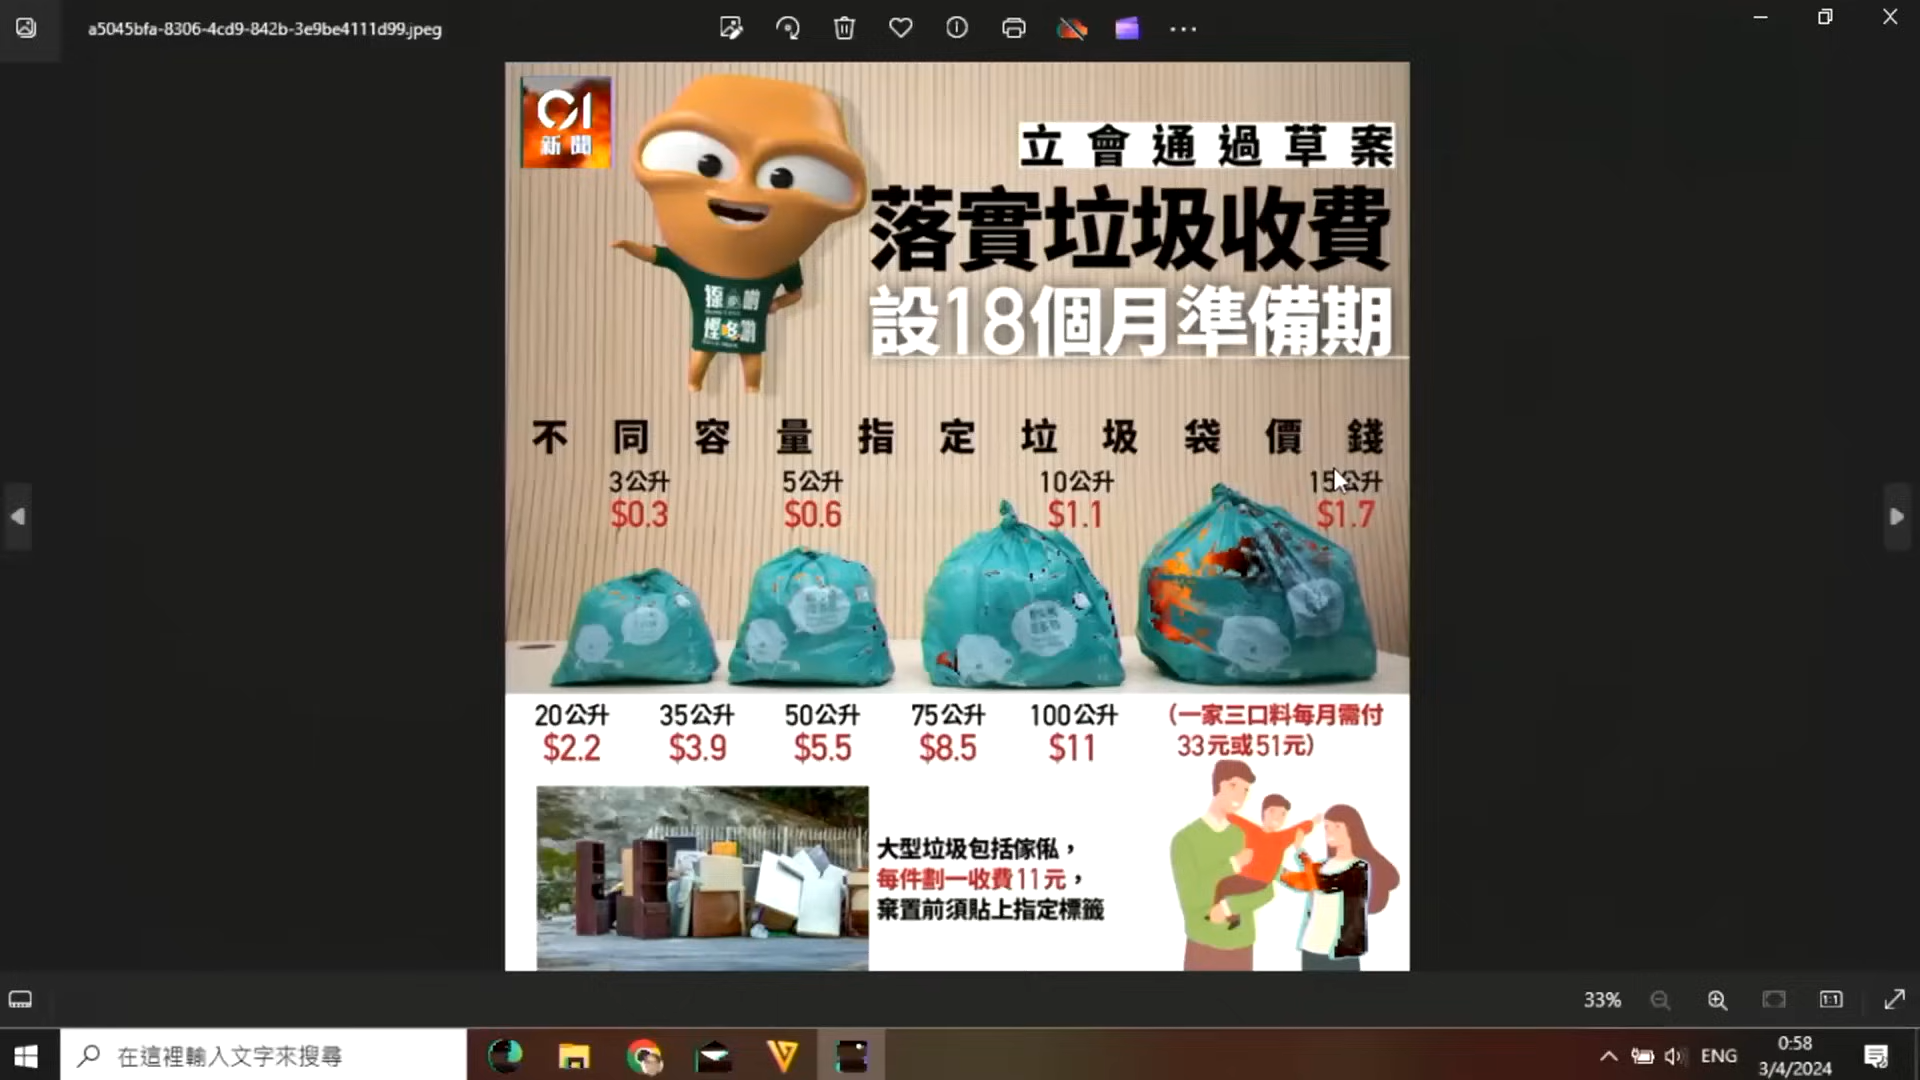 a5045bfa-8306-4cd9-842b-3e9be4111d99.jpeg
01
新聞
立會通過草案
落實垃圾收費
設18個月準備期
不同容量指定垃圾袋價錢
3公升
$0.3
5公升
$0.6
10公升
$1.1
15公升
$1.7
20公升
$2.2
35公升
$3.9
50公升
$5.5
75公升
$8.5
100公升
$11
(一家三口料每月需付
33元或51元)
大型垃圾包括傢俬，
每件劃一收費11元，
棄置前須貼上指定標籤
33%
1:1
在這裡輸入文字來搜尋
ENG
0:58
3/4/2024